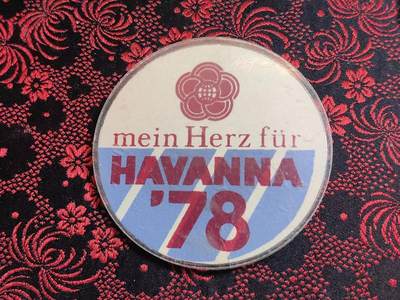 mein Herz für
HAVANNA
'78